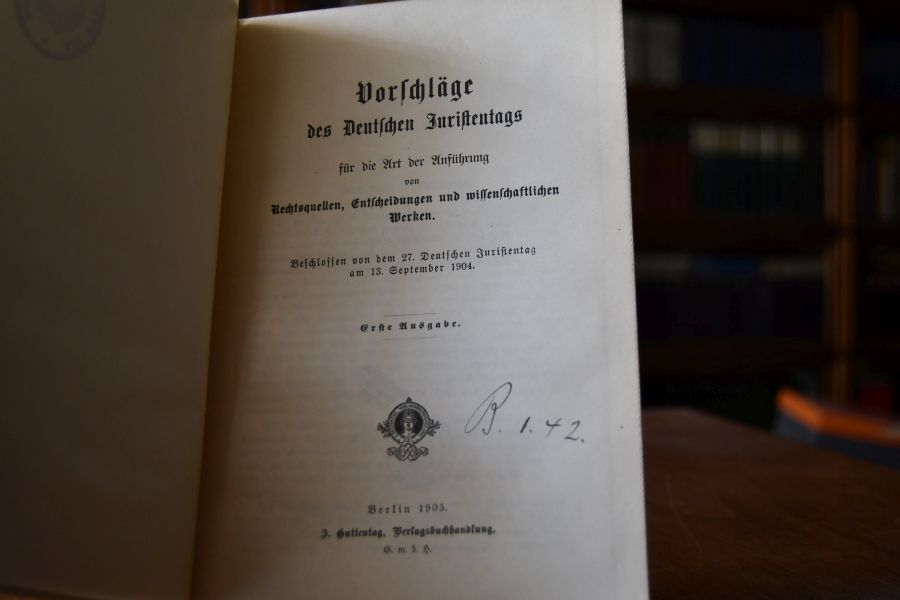 Vorſchläge
des Deutſchen Juriſtentags
für die Art der Anführung
von
Rechtsquellen, Entſcheidungen und wiſſenſchaftlichen
Werken.
Beſchloſſen von dem 27. Deutſchen Juriſtentag
am 13. September 1904.
Erſte Ausgabe.
B. 1. 42.
Berlin 1905.
J. Guttentag, Verlagsbuchhandlung,
G. m. b. H.